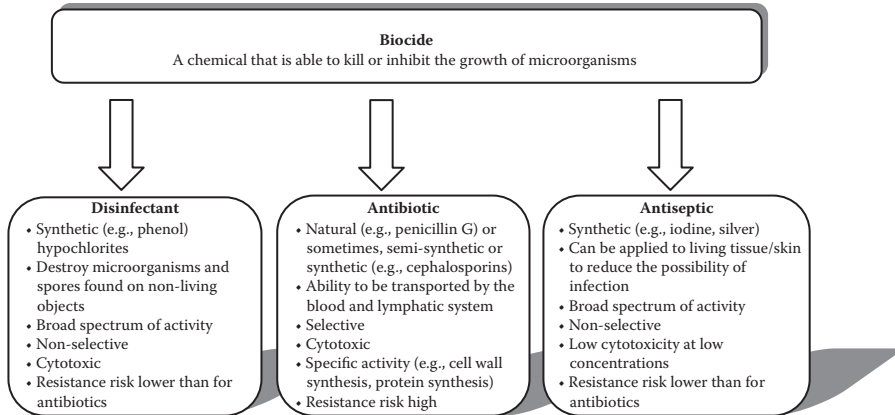 Biocide
A chemical that is able to kill or inhibit the growth of microorganisms
Disinfectant
• Synthetic (e.g., phenol)
hypochlorites
• Destroy microorganisms and
spores found on non-living
objects
• Broad spectrum of activity
• Non-selective
• Cytotoxic
• Resistance risk lower than for
antibiotics
Antibiotic
• Natural (e.g., penicillin G) or
sometimes, semi-synthetic or
synthetic (e.g., cephalosporins)
• Ability to be transported by the
blood and lymphatic system
• Selective
• Cytotoxic
• Specific activity (e.g., cell wall
synthesis, protein synthesis)
• Resistance risk high
Antiseptic
• Synthetic (e.g., iodine, silver)
• Can be applied to living tissue/skin
to reduce the possibility of
infection
• Broad spectrum of activity
• Non-selective
• Low cytotoxicity at low
concentrations
• Resistance risk lower than for
antibiotics